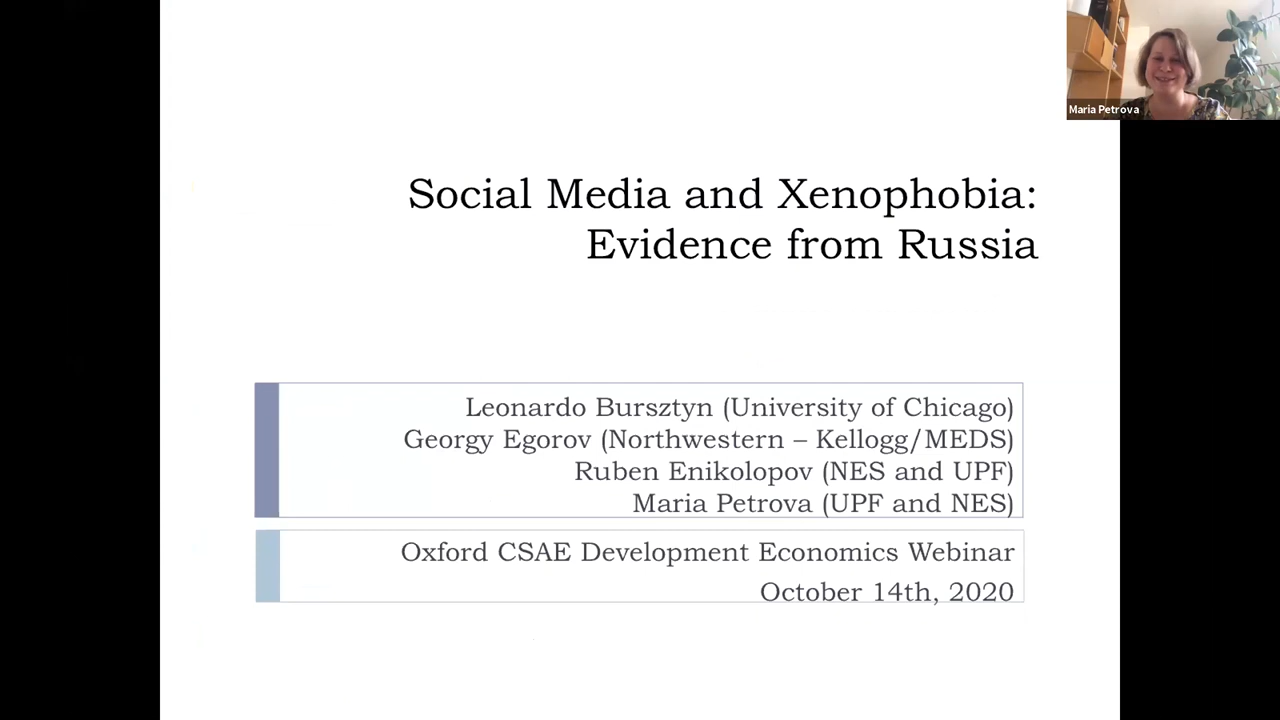 Maria Petrova
Social Media and Xenophobia:
Evidence from Russia
Leonardo Bursztyn (University of Chicago)
Georgy Egorov (Northwestern – Kellogg/MEDS)
Ruben Enikolopov (NES and UPF)
Maria Petrova (UPF and NES)
Oxford CSAE Development Economics Webinar
October 14th, 2020